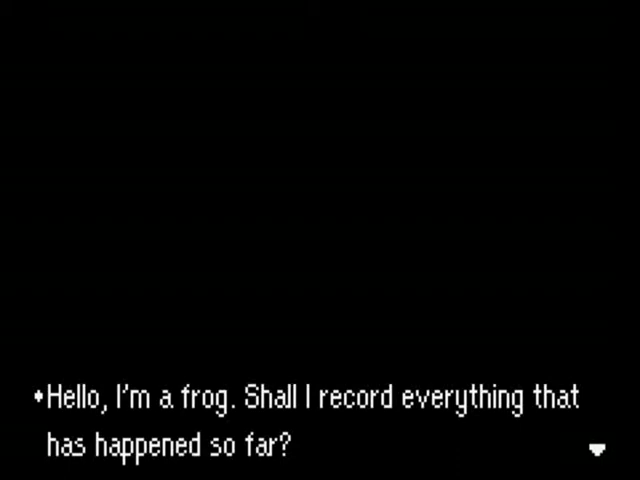 •Hello, I'm a frog. Shall I record everything that
has happened so far?